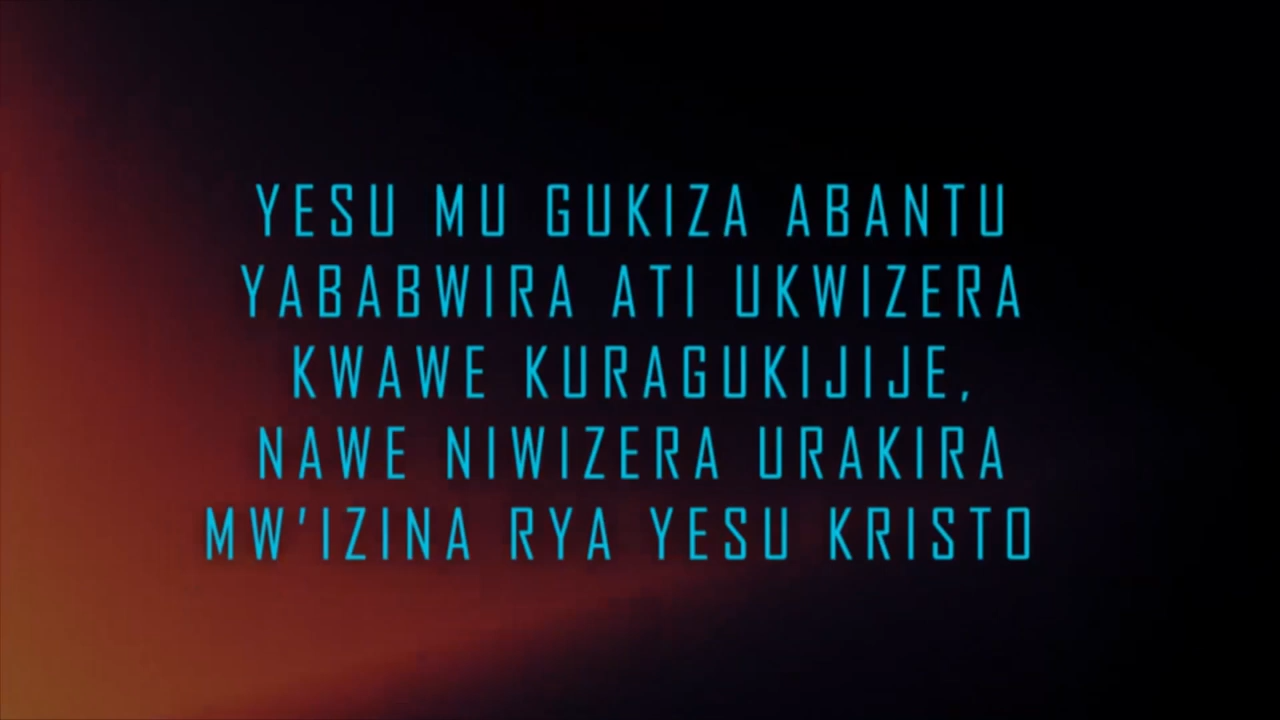 YESU MU GUKIZA ABANTU
YABABWIRA ATI UKWIZERA
KWAWE KURAGUKIJIJE,
NAWE NIWIZERA URAKIRA
MW'IZINA RYA YESU KRISTO